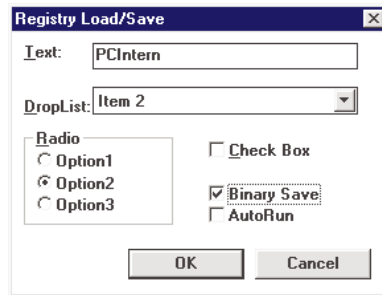 Registry Load/Save
Text: PCIntern
DropList: Item 2
Radio
Option1
Option2
Option3
Check Box
Binary Save
AutoRun
OK Cancel